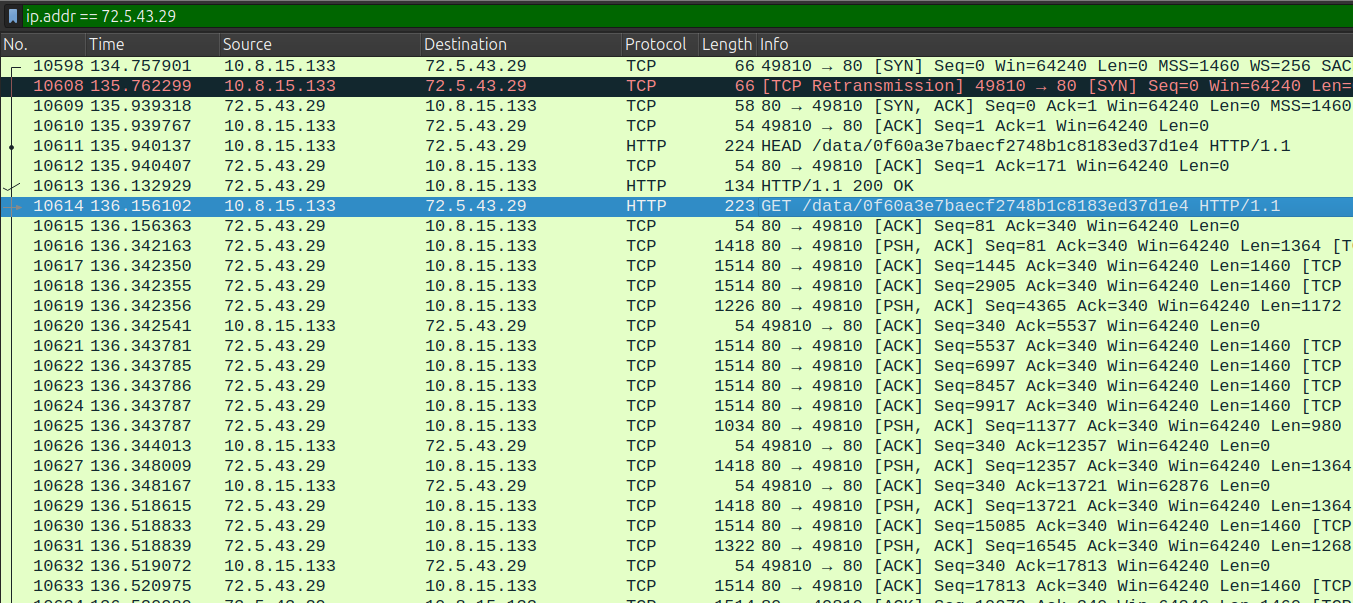 ip.addr == 72.5.43.29
No. Time Source Destination Protocol Length Info
10598 134.757901 10.8.15.133 72.5.43.29 TCP 66 49810 → 80 [SYN] Seq=0 Win=64240 Len=0 MSS=1460 WS=256 SAC
10608 135.762299 10.8.15.133 72.5.43.29 TCP 66 [TCP Retransmission] 49810 → 80 [SYN] Seq=0 Win=64240 Len=
10609 135.939318 72.5.43.29 10.8.15.133 TCP 58 80 → 49810 [SYN, ACK] Seq=0 Ack=1 Win=64240 Len=0 MSS=1460
10610 135.939767 10.8.15.133 72.5.43.29 TCP 54 49810 → 80 [ACK] Seq=1 Ack=1 Win=64240 Len=0
10611 135.940137 10.8.15.133 72.5.43.29 HTTP 224 HEAD /data/0f60a3e7baecf2748b1c8183ed37d1e4 HTTP/1.1
10612 135.940407 72.5.43.29 10.8.15.133 TCP 54 80 → 49810 [ACK] Seq=1 Ack=171 Win=64240 Len=0
10613 136.132929 72.5.43.29 10.8.15.133 HTTP 134 HTTP/1.1 200 OK
10614 136.156102 10.8.15.133 72.5.43.29 HTTP 223 GET /data/0f60a3e7baecf2748b1c8183ed37d1e4 HTTP/1.1
10615 136.156363 72.5.43.29 10.8.15.133 TCP 54 80 → 49810 [ACK] Seq=81 Ack=340 Win=64240 Len=0
10616 136.342163 72.5.43.29 10.8.15.133 TCP 1418 80 → 49810 [PSH, ACK] Seq=81 Ack=340 Win=64240 Len=1364 [T
10617 136.342350 72.5.43.29 10.8.15.133 TCP 1514 80 → 49810 [ACK] Seq=1445 Ack=340 Win=64240 Len=1460 [TCP
10618 136.342355 72.5.43.29 10.8.15.133 TCP 1514 80 → 49810 [ACK] Seq=2905 Ack=340 Win=64240 Len=1460 [TCP
10619 136.342356 72.5.43.29 10.8.15.133 TCP 1226 80 → 49810 [PSH, ACK] Seq=4365 Ack=340 Win=64240 Len=1172
10620 136.342541 10.8.15.133 72.5.43.29 TCP 54 49810 → 80 [ACK] Seq=340 Ack=5537 Win=64240 Len=0
10621 136.343781 72.5.43.29 10.8.15.133 TCP 1514 80 → 49810 [ACK] Seq=5537 Ack=340 Win=64240 Len=1460 [TCP
10622 136.343785 72.5.43.29 10.8.15.133 TCP 1514 80 → 49810 [ACK] Seq=6997 Ack=340 Win=64240 Len=1460 [TCP
10623 136.343786 72.5.43.29 10.8.15.133 TCP 1514 80 → 49810 [ACK] Seq=8457 Ack=340 Win=64240 Len=1460 [TCP
10624 136.343787 72.5.43.29 10.8.15.133 TCP 1514 80 → 49810 [ACK] Seq=9917 Ack=340 Win=64240 Len=1460 [TCP
10625 136.343787 72.5.43.29 10.8.15.133 TCP 1034 80 → 49810 [PSH, ACK] Seq=11377 Ack=340 Win=64240 Len=980
10626 136.344013 10.8.15.133 72.5.43.29 TCP 54 49810 → 80 [ACK] Seq=340 Ack=12357 Win=64240 Len=0
10627 136.348009 72.5.43.29 10.8.15.133 TCP 1418 80 → 49810 [PSH, ACK] Seq=12357 Ack=340 Win=64240 Len=1364
10628 136.348167 10.8.15.133 72.5.43.29 TCP 54 49810 → 80 [ACK] Seq=340 Ack=13721 Win=62876 Len=0
10629 136.518615 72.5.43.29 10.8.15.133 TCP 1418 80 → 49810 [PSH, ACK] Seq=13721 Ack=340 Win=64240 Len=1364
10630 136.518833 72.5.43.29 10.8.15.133 TCP 1514 80 → 49810 [ACK] Seq=15085 Ack=340 Win=64240 Len=1460 [TCP
10631 136.518839 72.5.43.29 10.8.15.133 TCP 1322 80 → 49810 [PSH, ACK] Seq=16545 Ack=340 Win=64240 Len=1268
10632 136.519072 10.8.15.133 72.5.43.29 TCP 54 49810 → 80 [ACK] Seq=340 Ack=17813 Win=64240 Len=0
10633 136.520975 72.5.43.29 10.8.15.133 TCP 1514 80 → 49810 [ACK] Seq=17813 Ack=340 Win=64240 Len=1460 [TCP